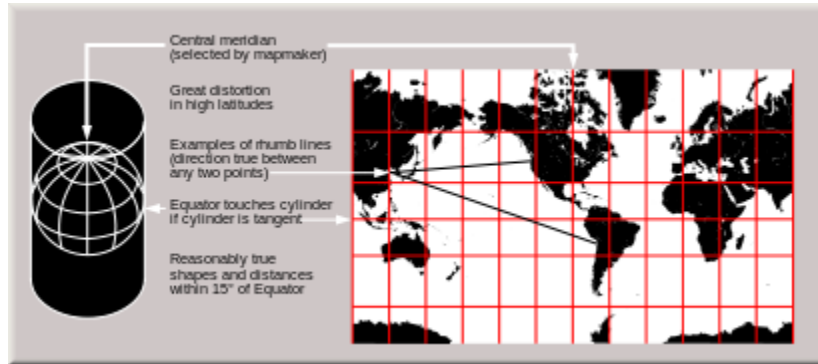 Central meridian
(selected by mapmaker)
Great distortion
in high latitudes
Examples of rhumb lines
(direction true between
any two points)
Equator touches cylinder
if cylinder is tangent
Reasonably true
shapes and distances
within 15° of Equator